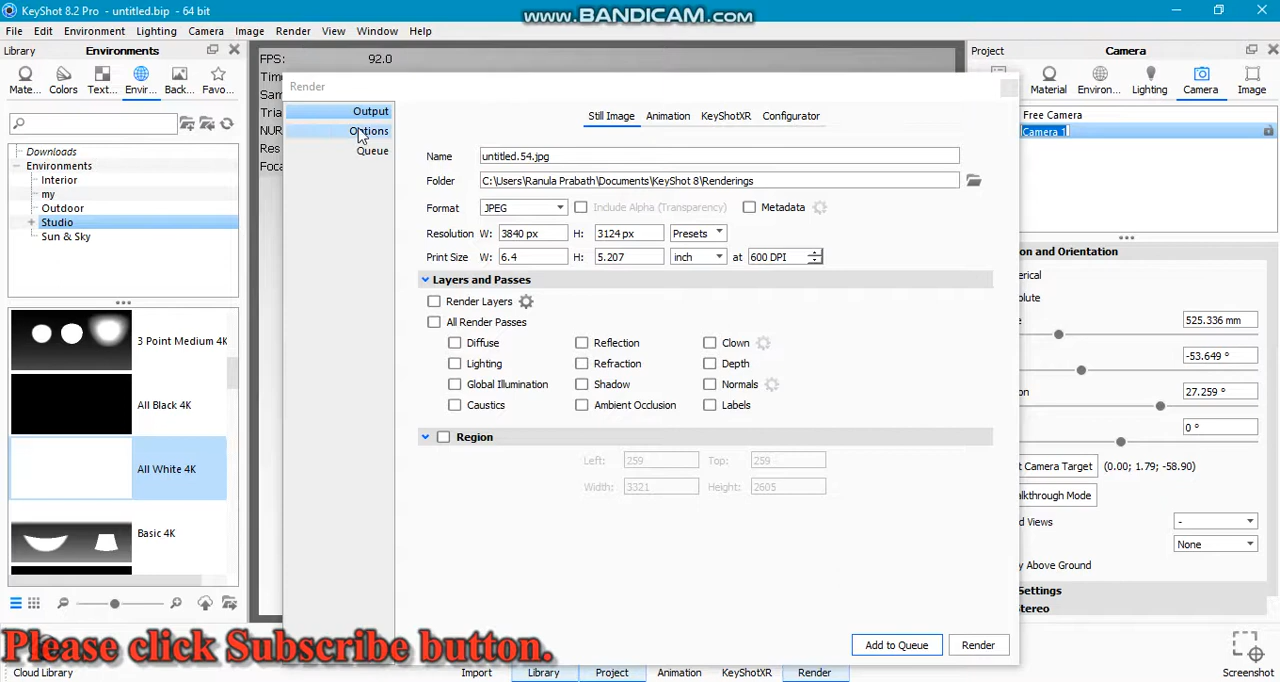 KeyShot 8.2 Pro - untitled.bip - 64 bit
www.BANDICAM.com
File Edit Environment Lighting Camera Image Render View Window Help
Library Environments
Mate... Colors Text... Envir... Back... Favo...
Downloads
Environments
Interior
my
Outdoor
Studio
Sun & Sky
3 Point Medium 4K
All Black 4K
All White 4K
Basic 4K
FPS: 92.0
Render
Output
Options
Queue
Still Image Animation KeyShotXR Configurator
Name untitled.54.jpg
Folder C:\Users\Ranula Prabath\Documents\KeyShot 8\Renderings
Format JPEG Include Alpha (Transparency) Metadata
Resolution W: 3840 px H: 3124 px Presets
Print Size W: 6.4 H: 5.207 inch at 600 DPI
Layers and Passes
Render Layers
All Render Passes
Diffuse Reflection Clown
Lighting Refraction Depth
Global Illumination Shadow Normals
Caustics Ambient Occlusion Labels
Region
Left: 259 Top: 259
Width: 3321 Height: 2605
Add to Queue Render
Project Camera
Material Environ... Lighting Camera Image
Free Camera
Camera 1
on and Orientation
erical
olute
e 525.336 mm
-53.649 °
on 27.259 °
0 °
t Camera Target (0.00; 1.79; -58.90)
alkthrough Mode
d Views -
None
y Above Ground
ettings
tereo
Please click Subscribe button.
Cloud Library Import Library Project Animation KeyShotXR Render Screenshot